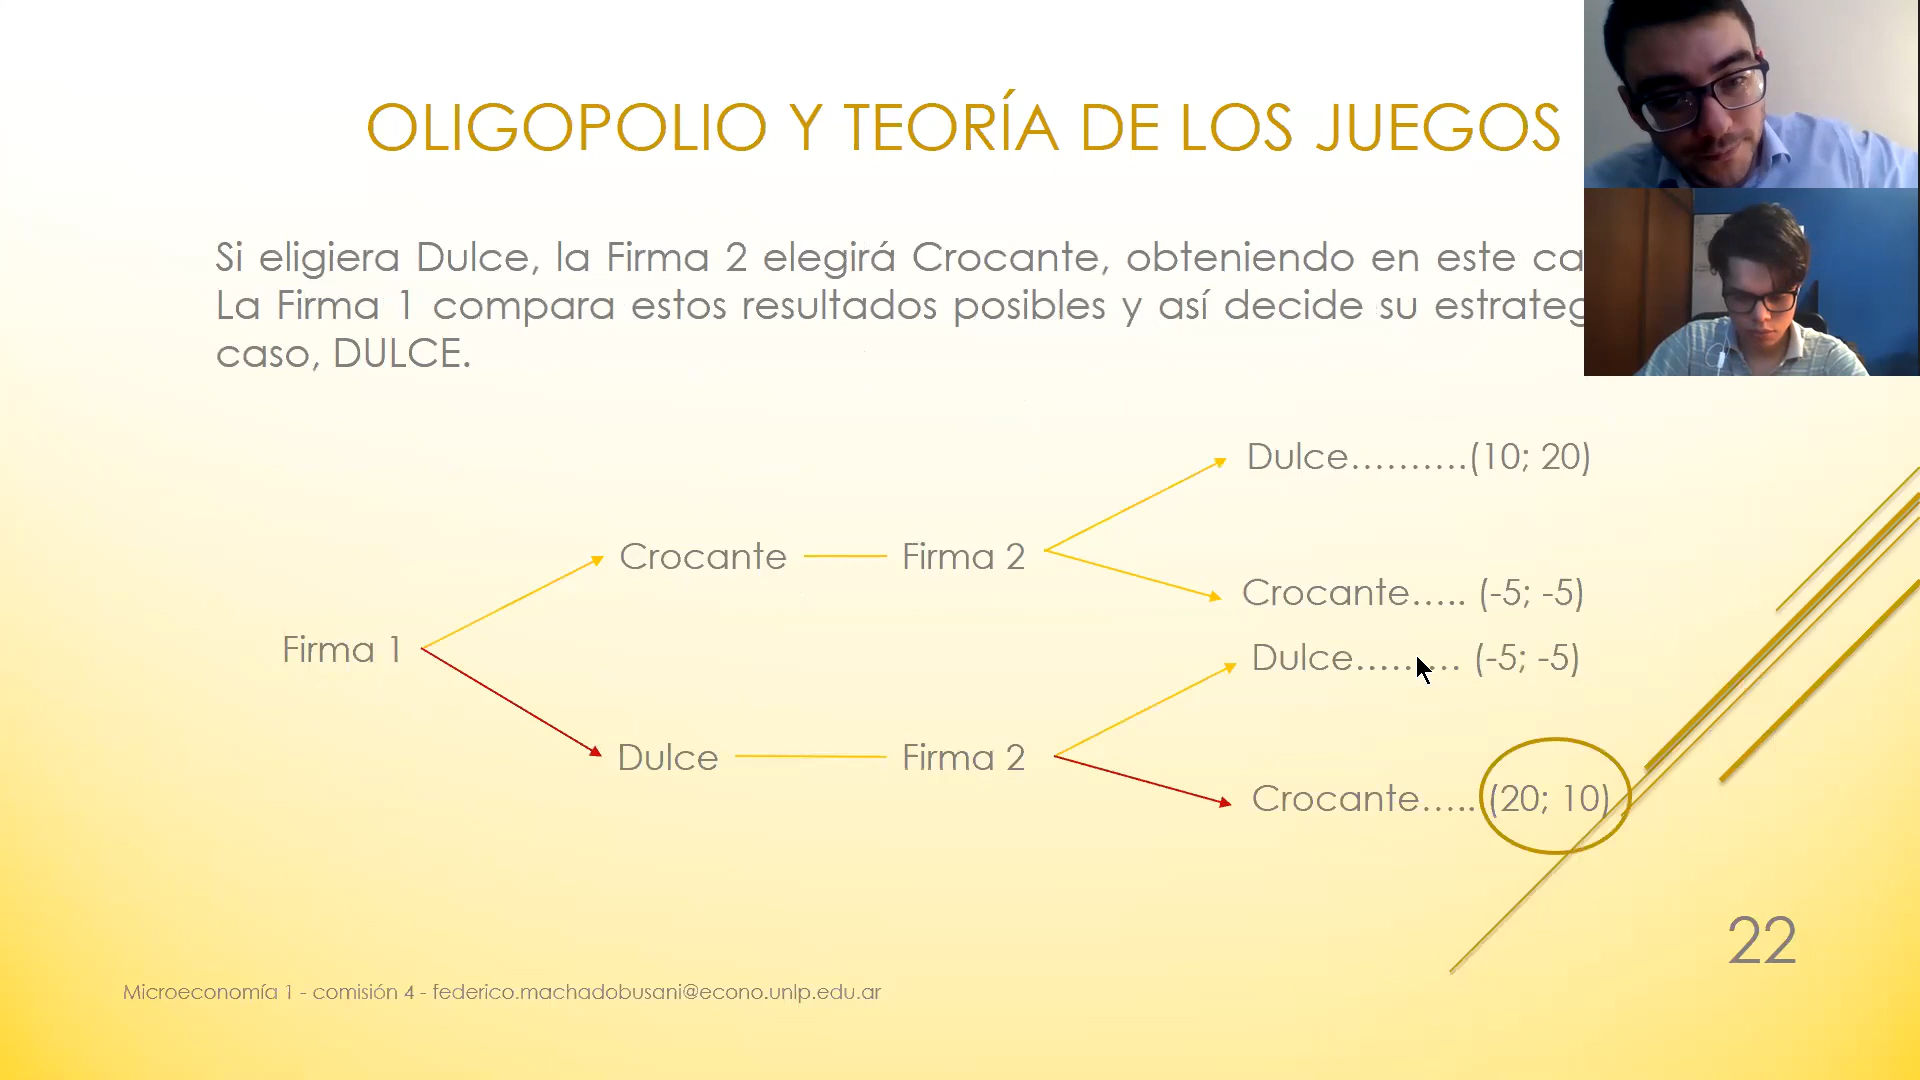 OLIGOPOLIO Y TEORÍA DE LOS JUEGOS
Si eligiera Dulce, la Firma 2 elegirá Crocante, obteniendo en este
La Firma 1 compara estos resultados posibles y así decide su
caso, DULCE.
Dulce..........(10; 20)
Crocante Firma 2
Crocante..... (-5; -5)
Firma 1
Dulce......... (-5; -5)
Dulce Firma 2
Crocante..... (20; 10)
22
Microeconomía 1 - comisión 4 - federico.machadobusani@econo.unlp.edu.ar